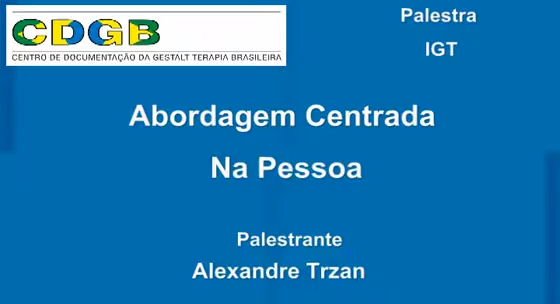 CDGB
CENTRO DE DOCUMENTAÇÃO DA GESTALT TERAPIA BRASILEIRA
Palestra
IGT
Abordagem Centrada
Na Pessoa
Palestrante
Alexandre Trzan